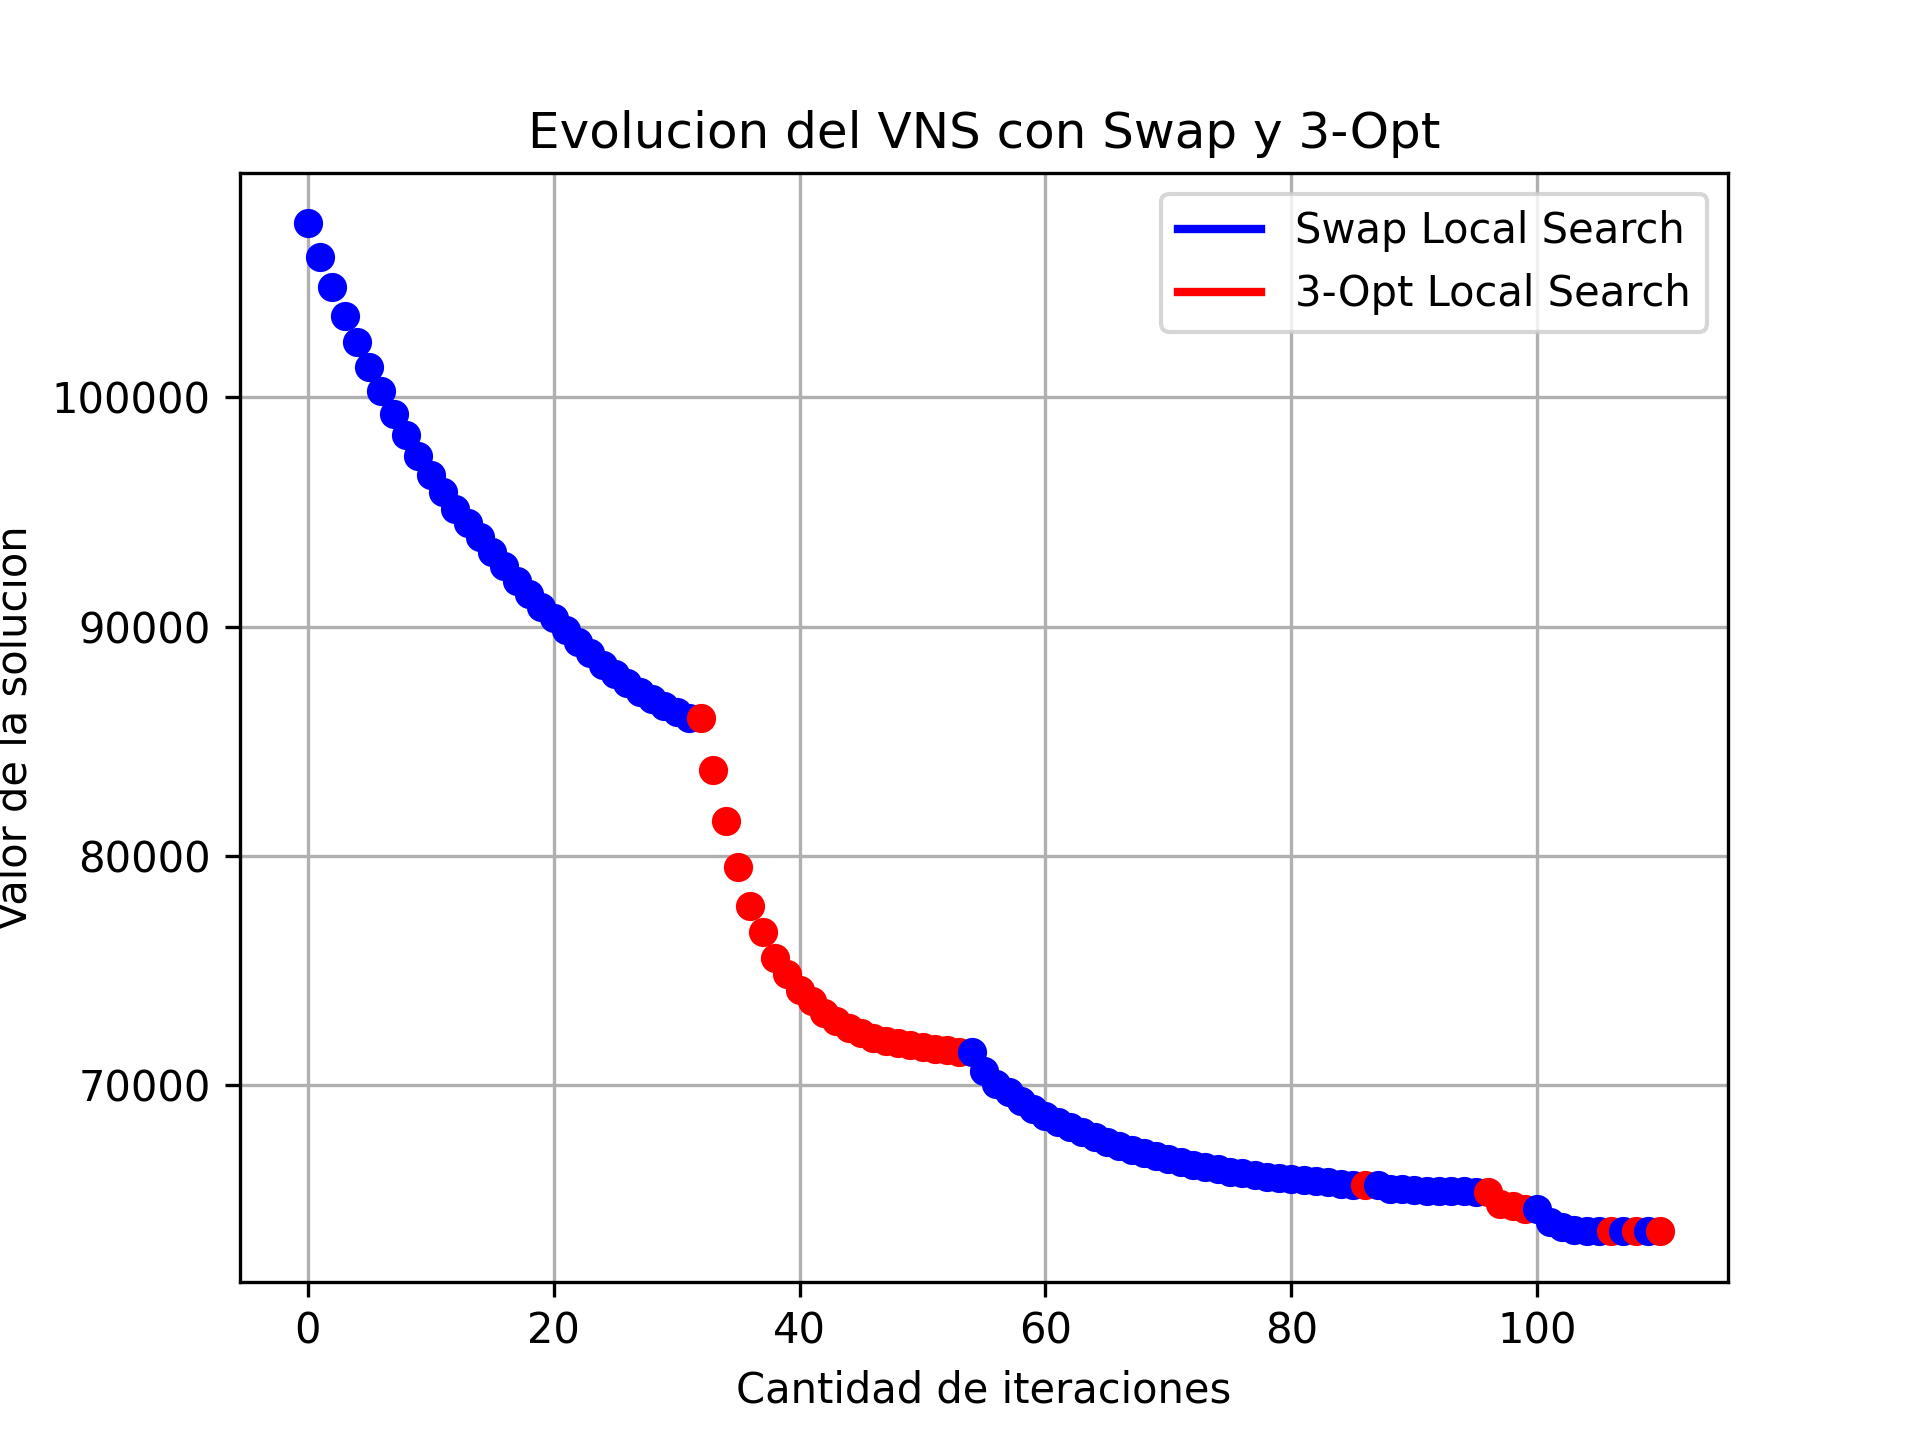 Evolucion del VNS con Swap y 3-Opt
Swap Local Search
3-Opt Local Search
Valor de la solucion
100000
90000
80000
70000
0 20 40 60 80 100
Cantidad de iteraciones